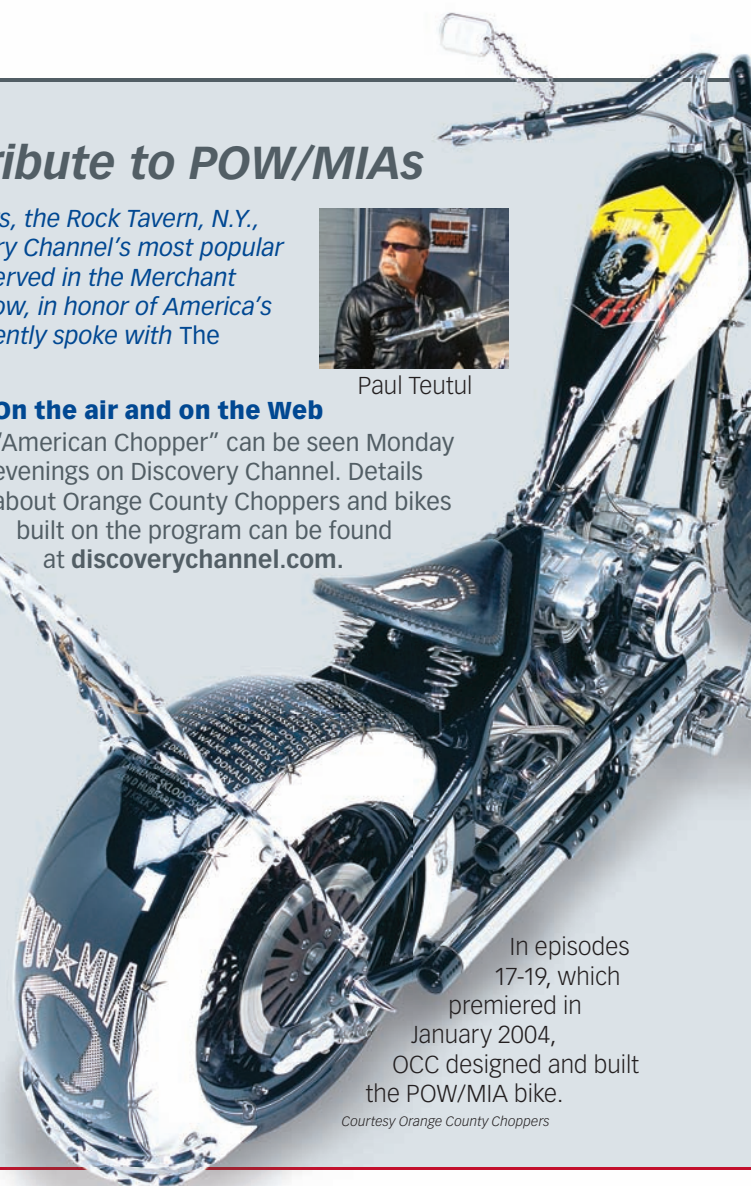 ribute to POW/MIAs
s, the Rock Tavern, N.Y.,
ry Channel's most popular
erved in the Merchant
ow, in honor of America's
ently spoke with The
Paul Teutul
On the air and on the Web
"American Chopper" can be seen Monday
evenings on Discovery Channel. Details
about Orange County Choppers and bikes
built on the program can be found
at discoverychannel.com.
POW★MIA
In episodes
17-19, which
premiered in
January 2004,
OCC designed and built
the POW/MIA bike.
Courtesy Orange County Choppers